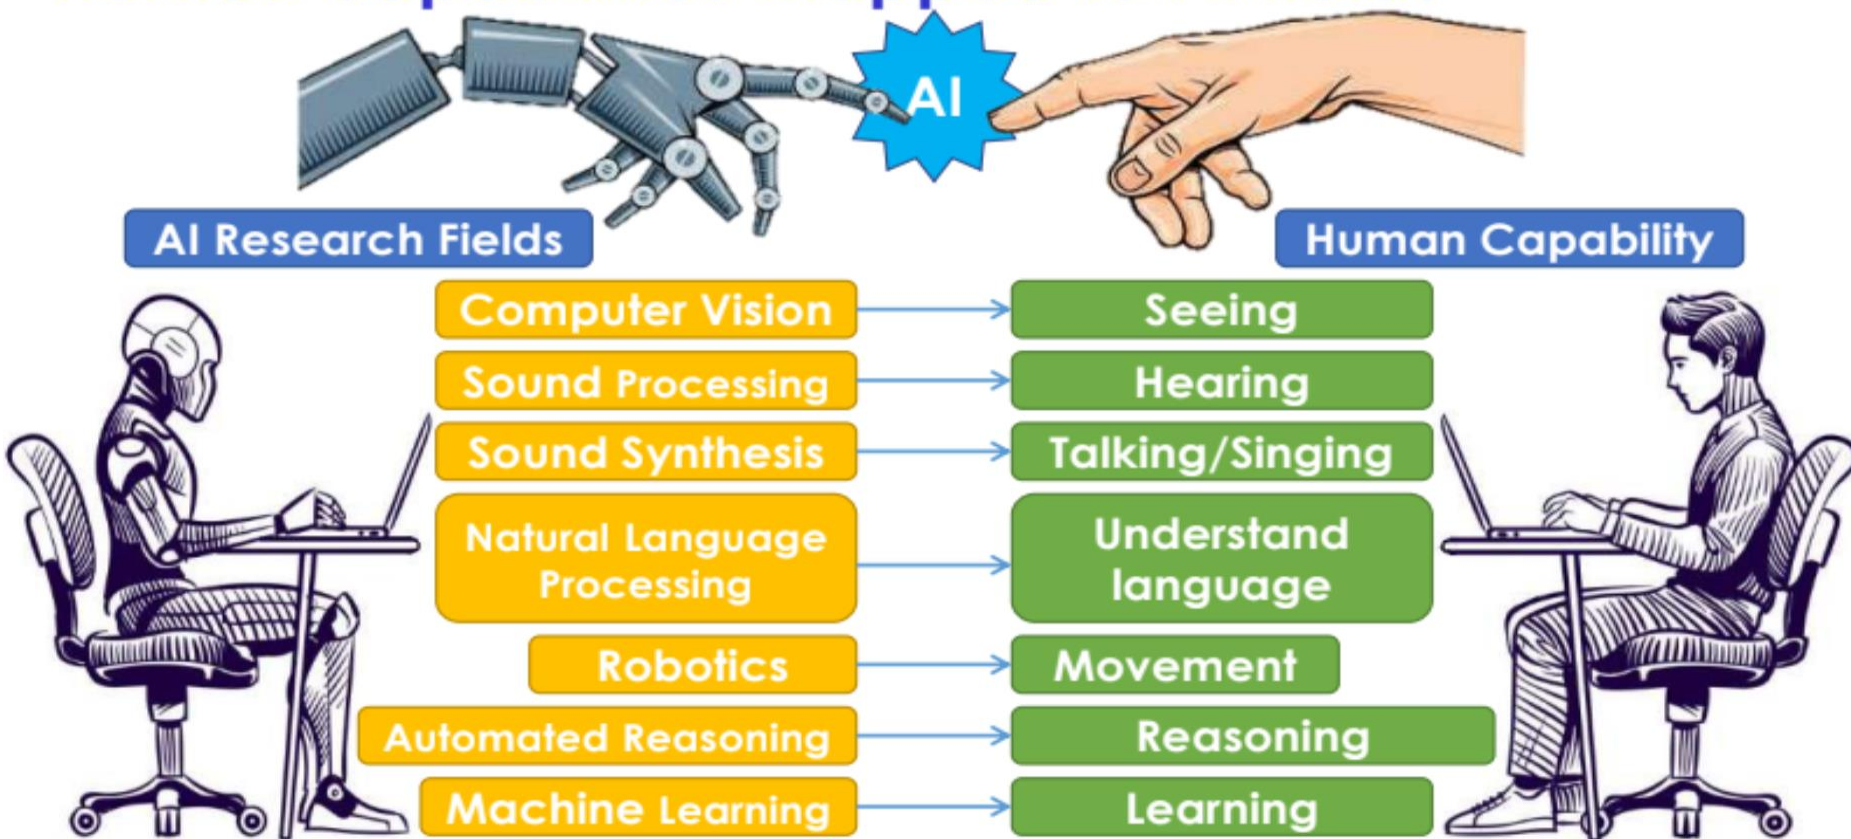 AI
AI Research Fields
Human Capability
Computer Vision
Seeing
Sound Processing
Hearing
Sound Synthesis
Talking/Singing
Natural Language
Processing
Understand
language
Robotics
Movement
Automated Reasoning
Reasoning
Machine Learning
Learning